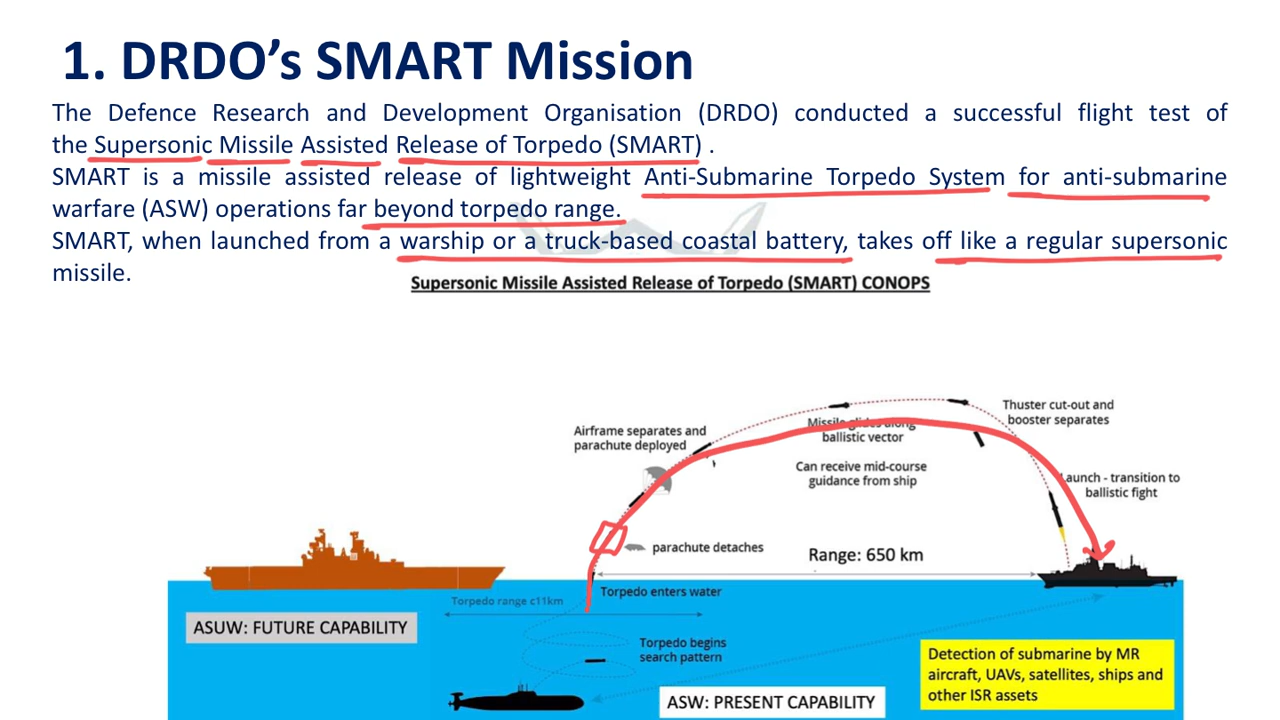 1. DRDO’s SMART Mission
The Defence Research and Development Organisation (DRDO) conducted a successful flight test of
the Supersonic Missile Assisted Release of Torpedo (SMART) .
SMART is a missile assisted release of lightweight Anti-Submarine Torpedo System for anti-submarine
warfare (ASW) operations far beyond torpedo range.
SMART, when launched from a warship or a truck-based coastal battery, takes off like a regular supersonic
missile.
Supersonic Missile Assisted Release of Torpedo (SMART) CONOPS
Thuster cut-out and
booster separates
Airframe separates and
parachute deployed
Missile glides along
ballistic vector
Can receive mid-course
guidance from ship
Launch - transition to
ballistic fight
parachute detaches
Range: 650 km
Torpedo enters water
Torpedo range c11km
ASUW: FUTURE CAPABILITY
Torpedo begins
search pattern
Detection of submarine by MR
aircraft, UAVs, satellites, ships and
other ISR assets
ASW: PRESENT CAPABILITY